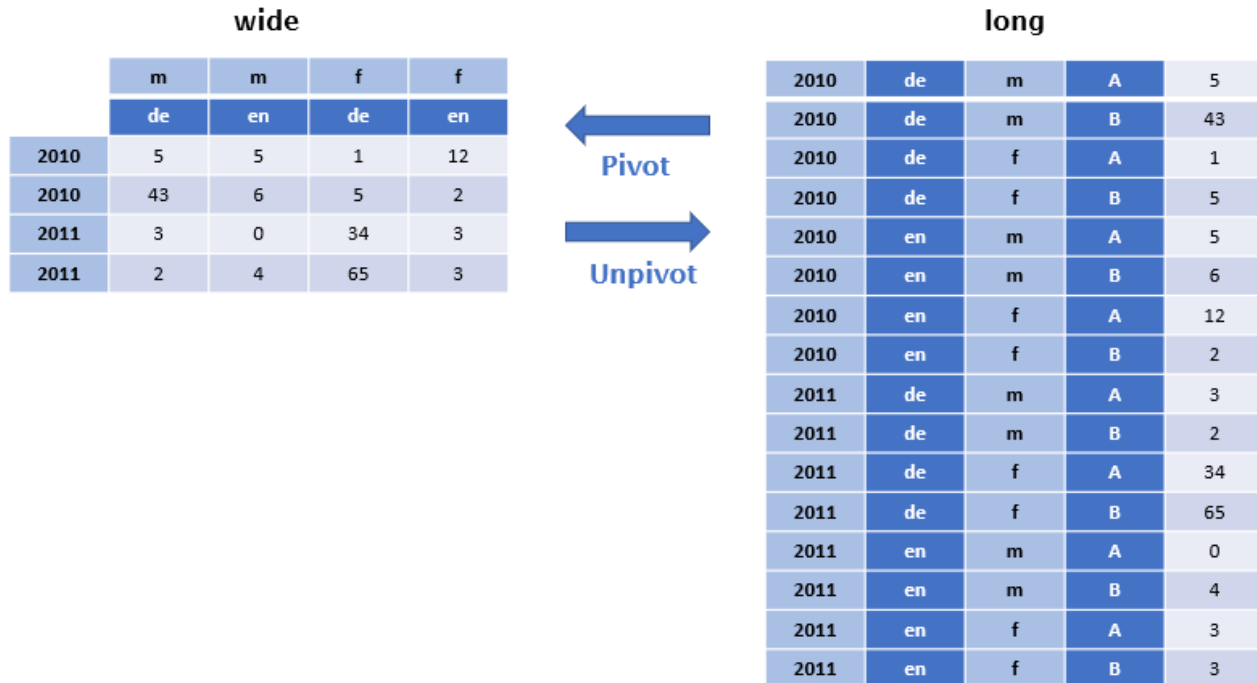 wide
m m f f
de en de en
2010 5 5 1 12
2010 43 6 5 2
2011 3 0 34 3
2011 2 4 65 3
Pivot
Unpivot
long
2010 de m A 5
2010 de m B 43
2010 de f A 1
2010 de f B 5
2010 en m A 5
2010 en m B 6
2010 en f A 12
2010 en f B 2
2011 de m A 3
2011 de m B 2
2011 de f A 34
2011 de f B 65
2011 en m A 0
2011 en m B 4
2011 en f A 3
2011 en f B 3